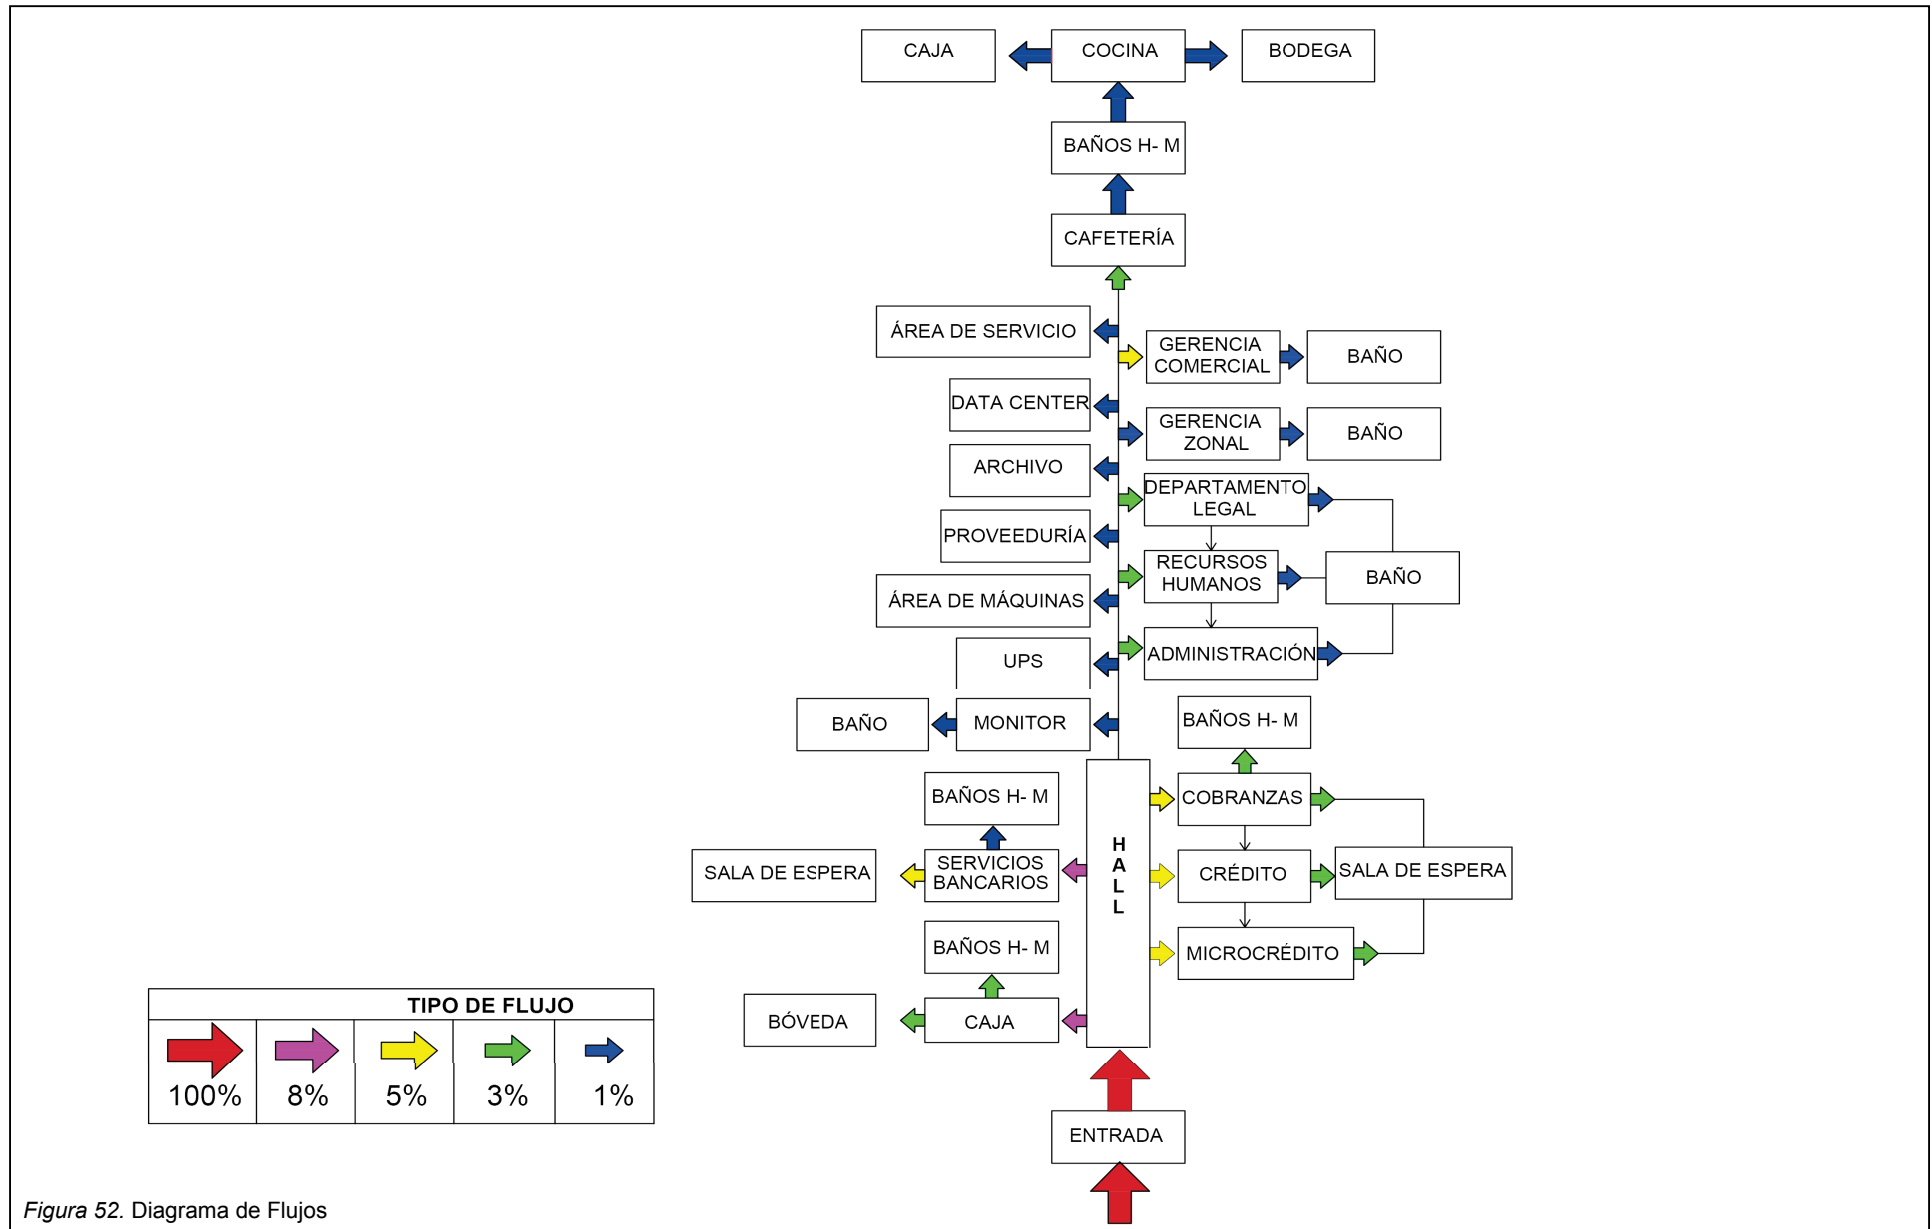 CAJA
COCINA
BODEGA
BAÑOS H- M
CAFETERÍA
ÁREA DE SERVICIO
GERENCIA
COMERCIAL
BAÑO
DATA CENTER
GERENCIA
ZONAL
BAÑO
ARCHIVO
DEPARTAMENTO
LEGAL
PROVEEDURÍA
RECURSOS
HUMANOS
BAÑO
ÁREA DE MÁQUINAS
ADMINISTRACIÓN
UPS
BAÑO
MONITOR
BAÑOS H- M
BAÑOS H- M
COBRANZAS
HALL
SALA DE ESPERA
SERVICIOS
BANCARIOS
CRÉDITO
SALA DE ESPERA
BAÑOS H- M
MICROCRÉDITO
BÓVEDA
CAJA
TIPO DE FLUJO
100% 8% 5% 3% 1%
ENTRADA
Figura 52. Diagrama de Flujos